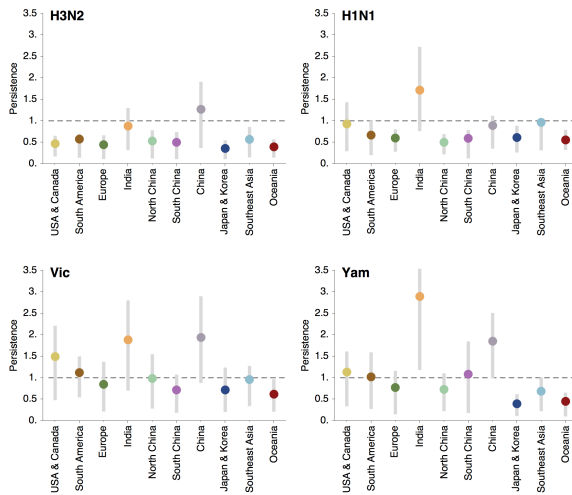 H3N2
3.5
3.
2.5
2.
1.5
1.
0.5
0.
Persistence
USA & Canada
South America
Europe
India
North China
South China
China
Japan & Korea
Southeast Asia
Oceania
H1N1
3.5
3.
2.5
2.
1.5
1.
0.5
0.
Persistence
USA & Canada
South America
Europe
India
North China
South China
China
Japan & Korea
Southeast Asia
Oceania
Vic
3.5
3.
2.5
2.
1.5
1.
0.5
0.
Persistence
USA & Canada
South America
Europe
India
North China
South China
China
Japan & Korea
Southeast Asia
Oceania
Yam
3.5
3.
2.5
2.
1.5
1.
0.5
0.
Persistence
USA & Canada
South America
Europe
India
North China
South China
China
Japan & Korea
Southeast Asia
Oceania